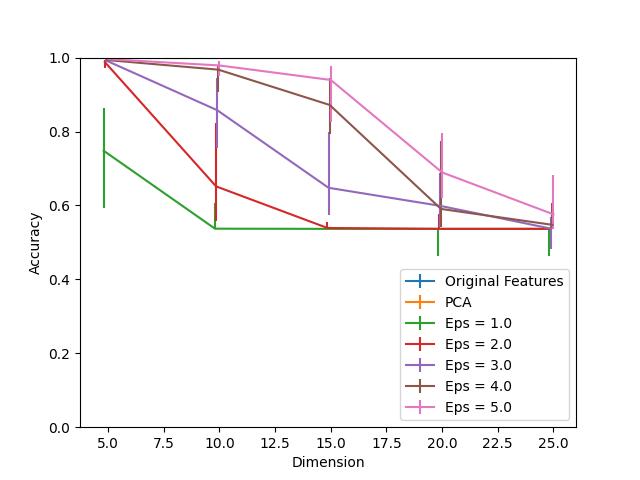 1.0
0.8
0.6
0.4
0.2
0.0
Accuracy
Original Features
PCA
Eps = 1.0
Eps = 2.0
Eps = 3.0
Eps = 4.0
Eps = 5.0
5.0 7.5 10.0 12.5 15.0 17.5 20.0 22.5 25.0
Dimension